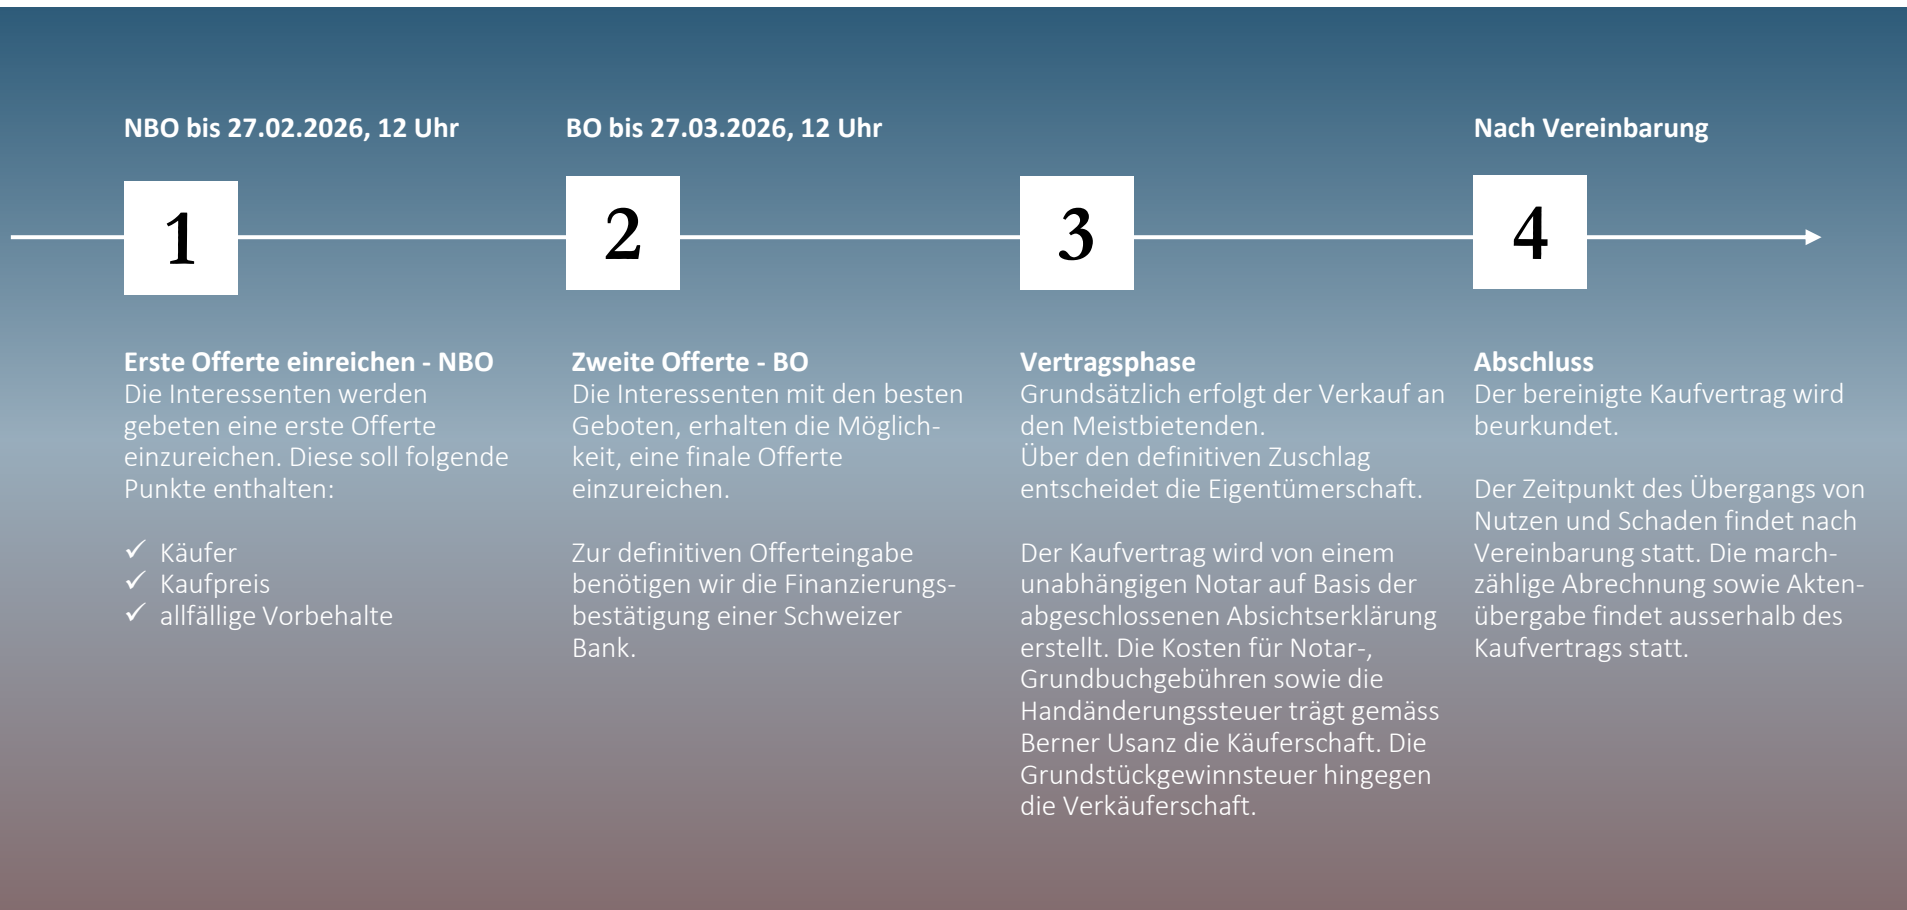 NBO bis 27.02.2026, 12 Uhr
BO bis 27.03.2026, 12 Uhr
Nach Vereinbarung
1
2
3
4
Erste Offerte einreichen - NBO
Die Interessenten werden
gebeten eine erste Offerte
einzureichen. Diese soll folgende
Punkte enthalten:
✓ Käufer
✓ Kaufpreis
✓ allfällige Vorbehalte
Zweite Offerte - BO
Die Interessenten mit den besten
Geboten, erhalten die Möglich-
keit, eine finale Offerte
einzureichen.
Zur definitiven Offerteingabe
benötigen wir die Finanzierungs-
bestätigung einer Schweizer
Bank.
Vertragsphase
Grundsätzlich erfolgt der Verkauf an
den Meistbietenden.
Über den definitiven Zuschlag
entscheidet die Eigentümerschaft.
Der Kaufvertrag wird von einem
unabhängigen Notar auf Basis der
abgeschlossenen Absichtserklärung
erstellt. Die Kosten für Notar-,
Grundbuchgebühren sowie die
Handänderungssteuer trägt gemäss
Berner Usanz die Käuferschaft. Die
Grundstückgewinnsteuer hingegen
die Verkäuferschaft.
Abschluss
Der bereinigte Kaufvertrag wird
beurkundet.
Der Zeitpunkt des Übergangs von
Nutzen und Schaden findet nach
Vereinbarung statt. Die march-
zählige Abrechnung sowie Akten-
übergabe findet ausserhalb des
Kaufvertrags statt.